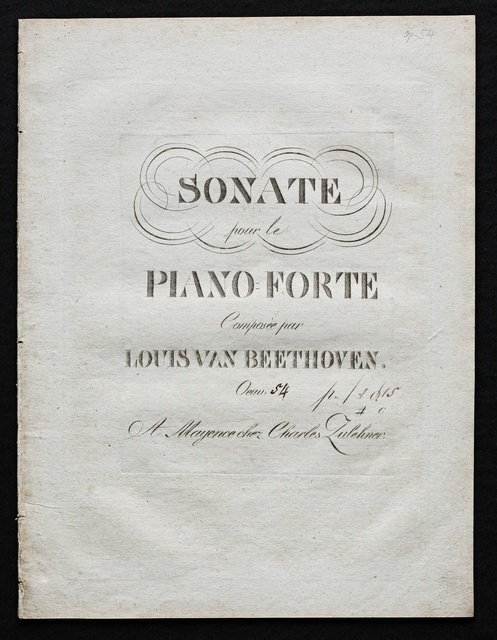 op. 54
SONATE
pour le
PIANO=FORTE
Composée par
LOUIS VAN BEETHOVEN.
Oeuv. 54
A Mayence chez Charles Zulehner